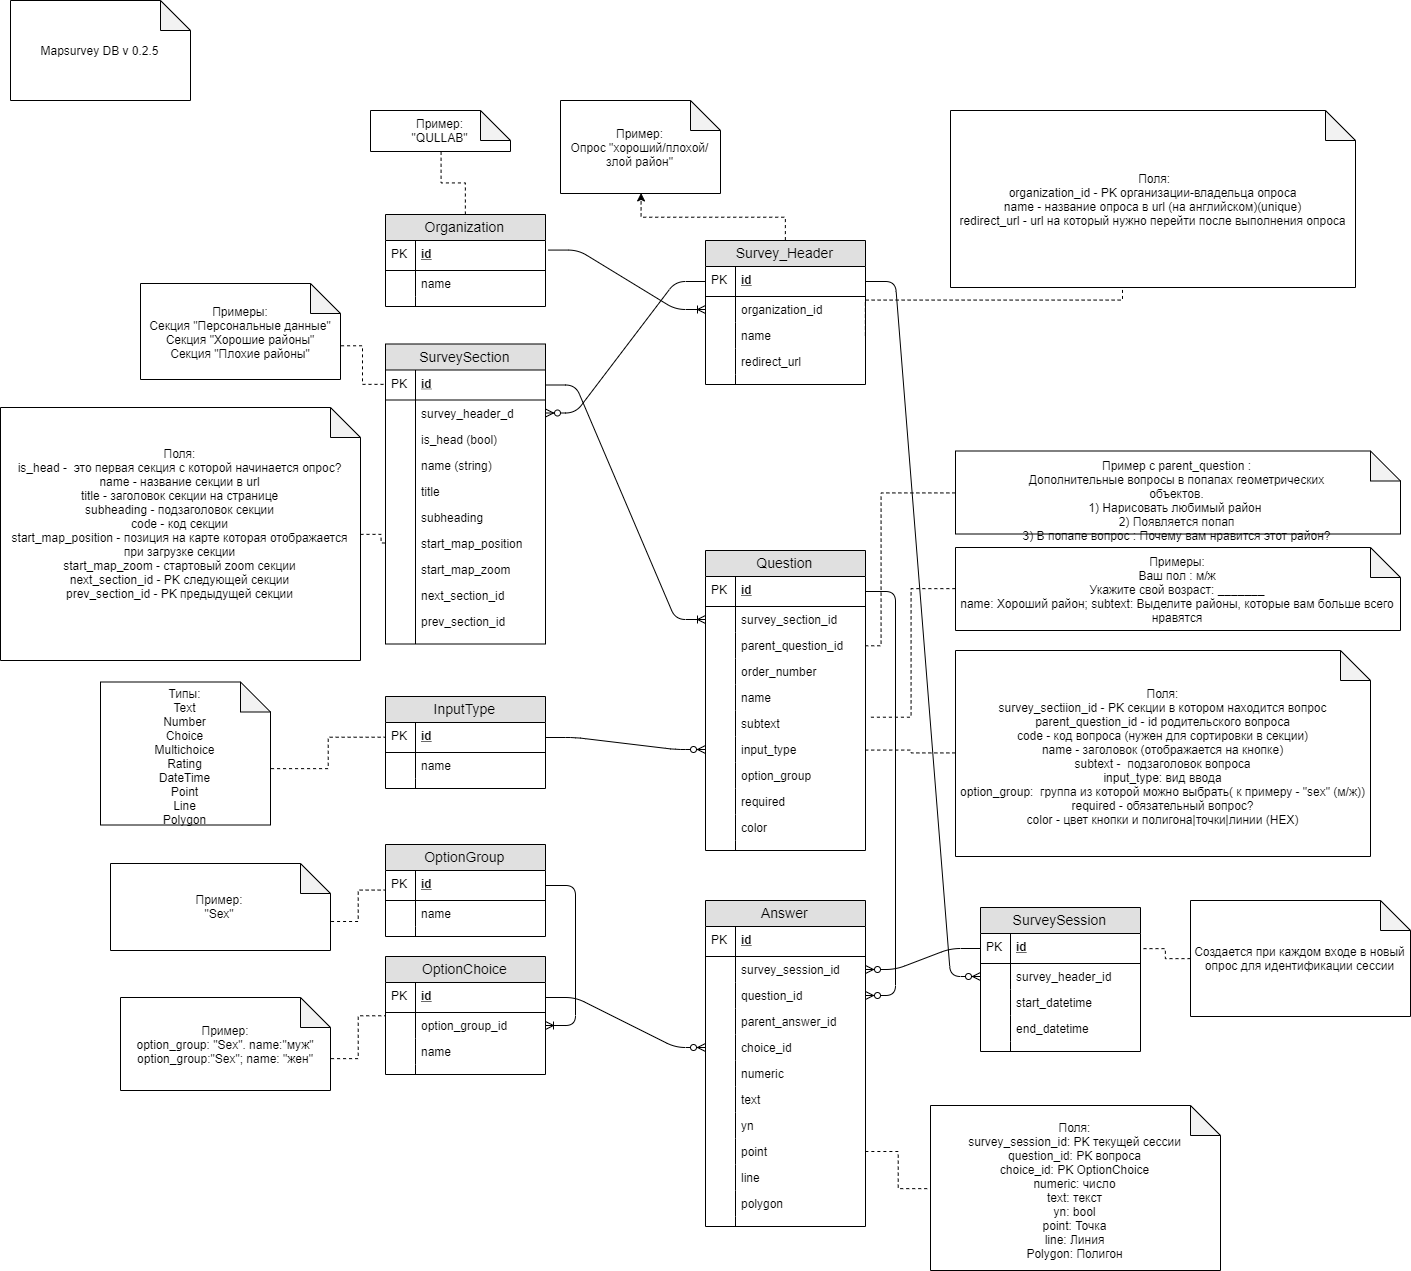 Mapsurvey DB v 0.2.5
Пример:
"QULLAB"
Пример:
Опрос "хороший/плохой/
злой район"
Поля:
organization_id - PK организации-владельца опроса
name - название опроса в url (на английском)(unique)
redirect_url - url на который нужно перейти после выполнения опроса
Organization
PK id
name
Survey_Header
PK id
organization_id
name
redirect_url
Примеры:
Секция "Персональные данные"
Секция "Хорошие районы"
Секция "Плохие районы"
SurveySection
PK id
survey_header_d
is_head (bool)
name (string)
title
subheading
start_map_position
start_map_zoom
next_section_id
prev_section_id
Поля:
is_head - это первая секция с которой начинается опрос?
name - название секции в url
title - заголовок секции на странице
subheading - подзаголовок секции
code - код секции
start_map_position - позиция на карте которая отображается
при загрузке секции
start_map_zoom - стартовый zoom секции
next_section_id - PK следующей секции
prev_section_id - PK предыдущей секции
Пример с parent_question :
Дополнительные вопросы в попапах геометрических
объектов.
1) Нарисовать любимый район
2) Появляется попап
3) В попапе вопрос : Почему вам нравится этот район?
Примеры:
Ваш пол : м/ж
Укажите свой возраст: _______
name: Хороший район; subtext: Выделите районы, которые вам больше всего
нравятся
Question
PK id
survey_section_id
parent_question_id
order_number
name
subtext
input_type
option_group
required
color
Поля:
survey_sectiion_id - PK секции в котором находится вопрос
parent_question_id - id родительского вопроса
code - код вопроса (нужен для сортировки в секции)
name - заголовок (отображается на кнопке)
subtext - подзаголовок вопроса
input_type: вид ввода
option_group: группа из которой можно выбрать( к примеру - "sex" (м/ж))
required - обязательный вопрос?
color - цвет кнопки и полигона|точки|линии (HEX)
Типы:
Text
Number
Choice
Multichoice
Rating
DateTime
Point
Line
Polygon
InputType
PK id
name
Пример:
"Sex"
OptionGroup
PK id
name
OptionChoice
PK id
option_group_id
name
Пример:
option_group: "Sex". name:"муж"
option_group:"Sex"; name: "жен"
Answer
PK id
survey_session_id
question_id
parent_answer_id
choice_id
numeric
text
yn
point
line
polygon
SurveySession
PK id
survey_header_id
start_datetime
end_datetime
Создается при каждом входе в новый
опрос для идентификации сессии
Поля:
survey_session_id: PK текущей сессии
question_id: PK вопроса
choice_id: PK OptionChoice
numeric: число
text: текст
yn: bool
point: Точка
line: Линия
Polygon: Полигон